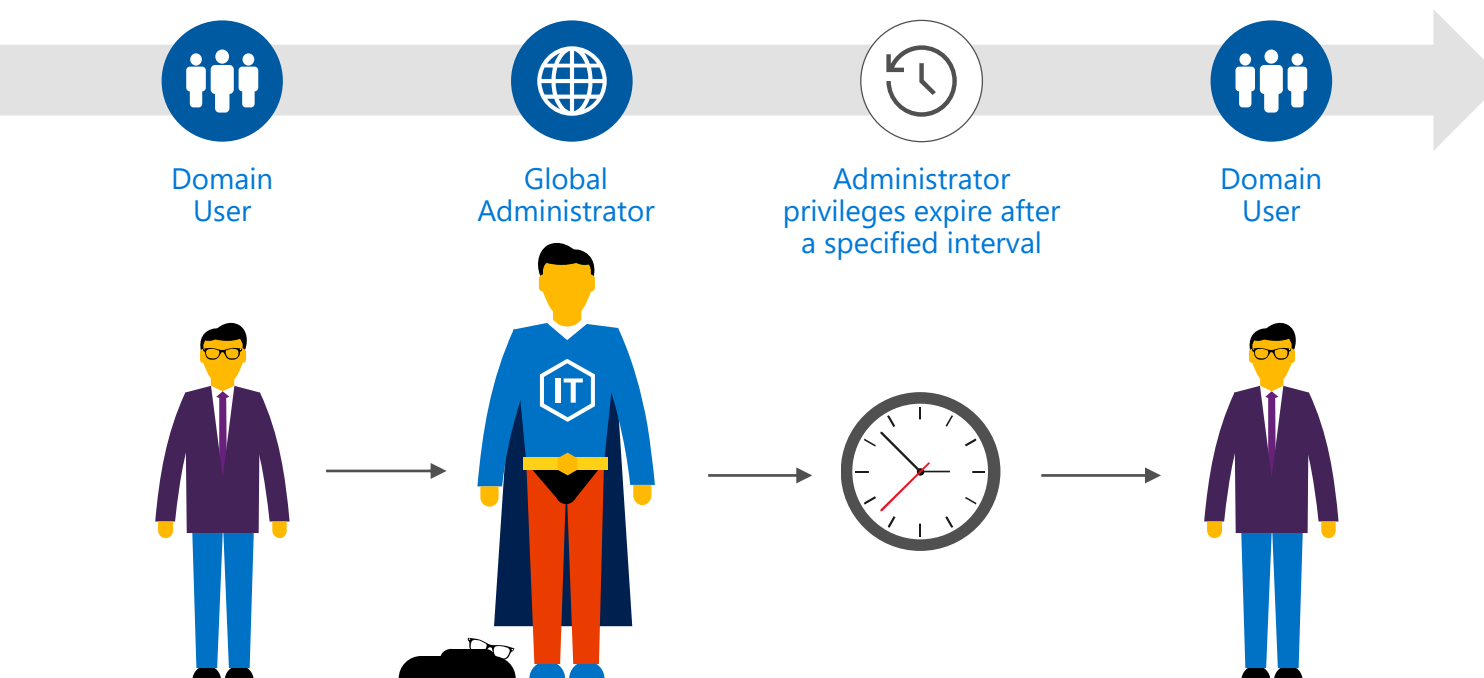 Domain
User
Global
Administrator
Administrator
privileges expire after
a specified interval
Domain
User
IT